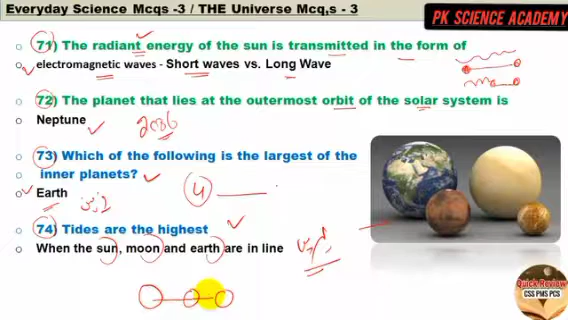 Everyday Science Mcqs -3 / THE Universe Mcq,s - 3
PK SCIENCE ACADEMY
71) The radiant energy of the sun is transmitted in the form of
electromagnetic waves - Short waves vs. Long Wave
72) The planet that lies at the outermost orbit of the solar system is
Neptune
2006
73) Which of the following is the largest of the
inner planets?
Earth
4
74) Tides are the highest
When the sun, moon and earth are in line
Quick Review
CSS PMS PCS